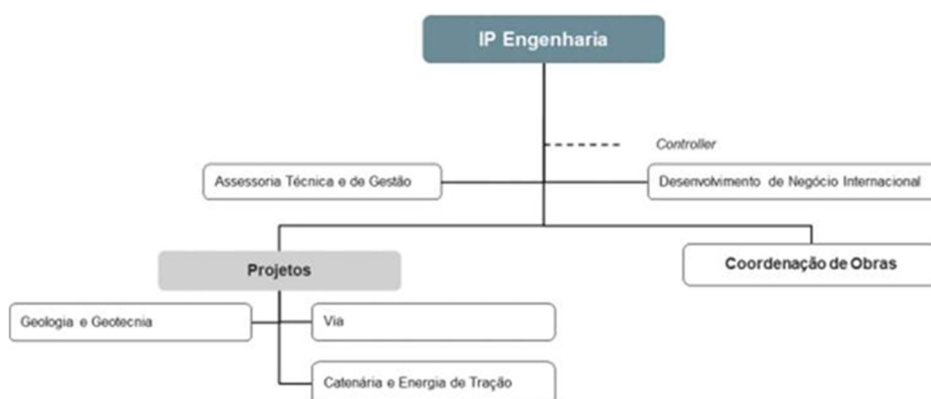 IP Engenharia
Controller
Assessoria Técnica e de Gestão
Desenvolvimento de Negócio Internacional
Projetos
Coordenação de Obras
Geologia e Geotecnia
Via
Catenária e Energia de Tração